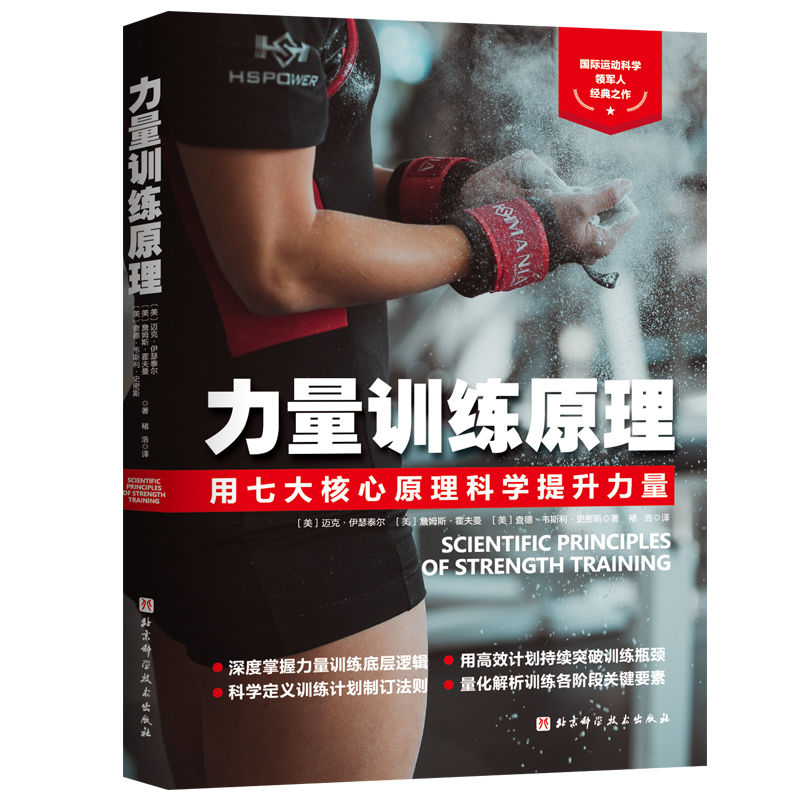 力量训练原理
[美]迈克·伊瑟泰尔
[美]詹姆斯·霍夫曼
[美]查德·韦斯利·史密斯
◎著
褚 浩◎译
SCIENTIFIC
PRINCIPLES
OF STRENGTH
TRAINING
北京科学技术出版社
HSPOWER
国际运动科学
领军人
经典之作
MANIA
力量训练原理
用七大核心原理科学提升力量
[美]迈克·伊瑟泰尔 [美]詹姆斯·霍夫曼 [美]查德·韦斯利·史密斯◎著 褚 浩◎译
SCIENTIFIC PRINCIPLES
OF STRENGTH TRAINING
●深度掌握力量训练底层逻辑
●用高效计划持续突破训练瓶颈
●科学定义训练计划制订法则
●量化解析训练各阶段关键要素
北京科学技术出版社